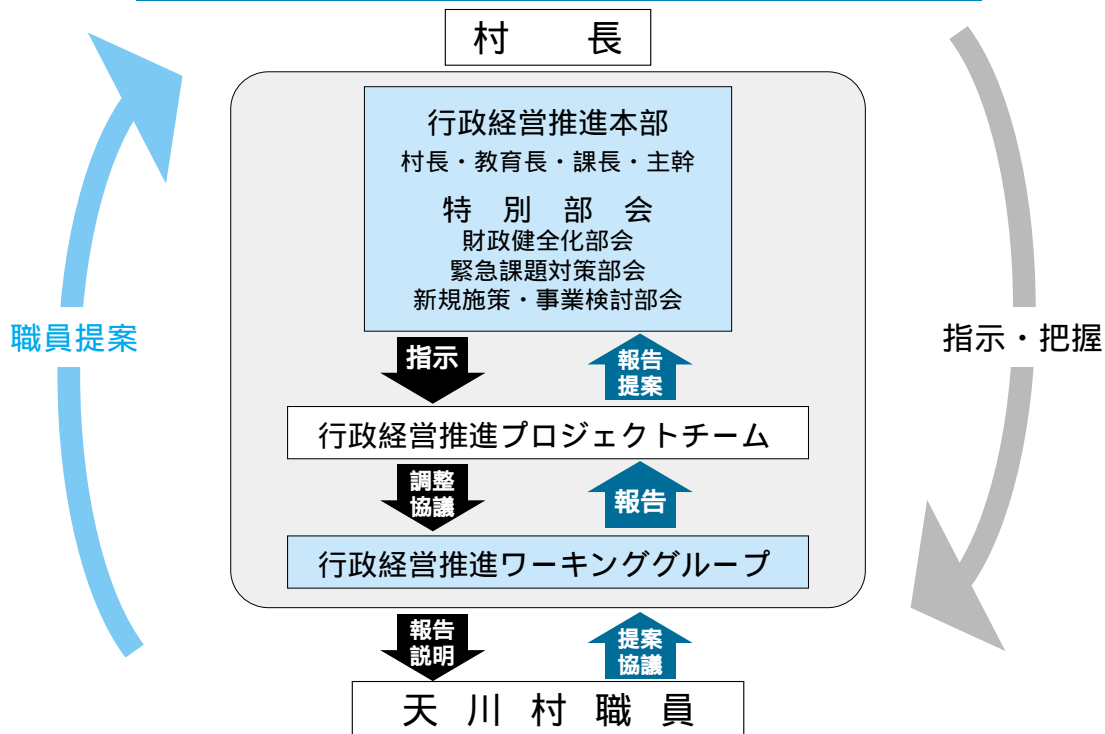 村 長
行政経営推進本部
村長・教育長・課長・主幹
特 別 部 会
財政健全化部会
緊急課題対策部会
新規施策・事業検討部会
職員提案
指示・把握
指示
報告
提案
行政経営推進プロジェクトチーム
調整
協議
報告
行政経営推進ワーキンググループ
報告
説明
提案
協議
天 川 村 職 員